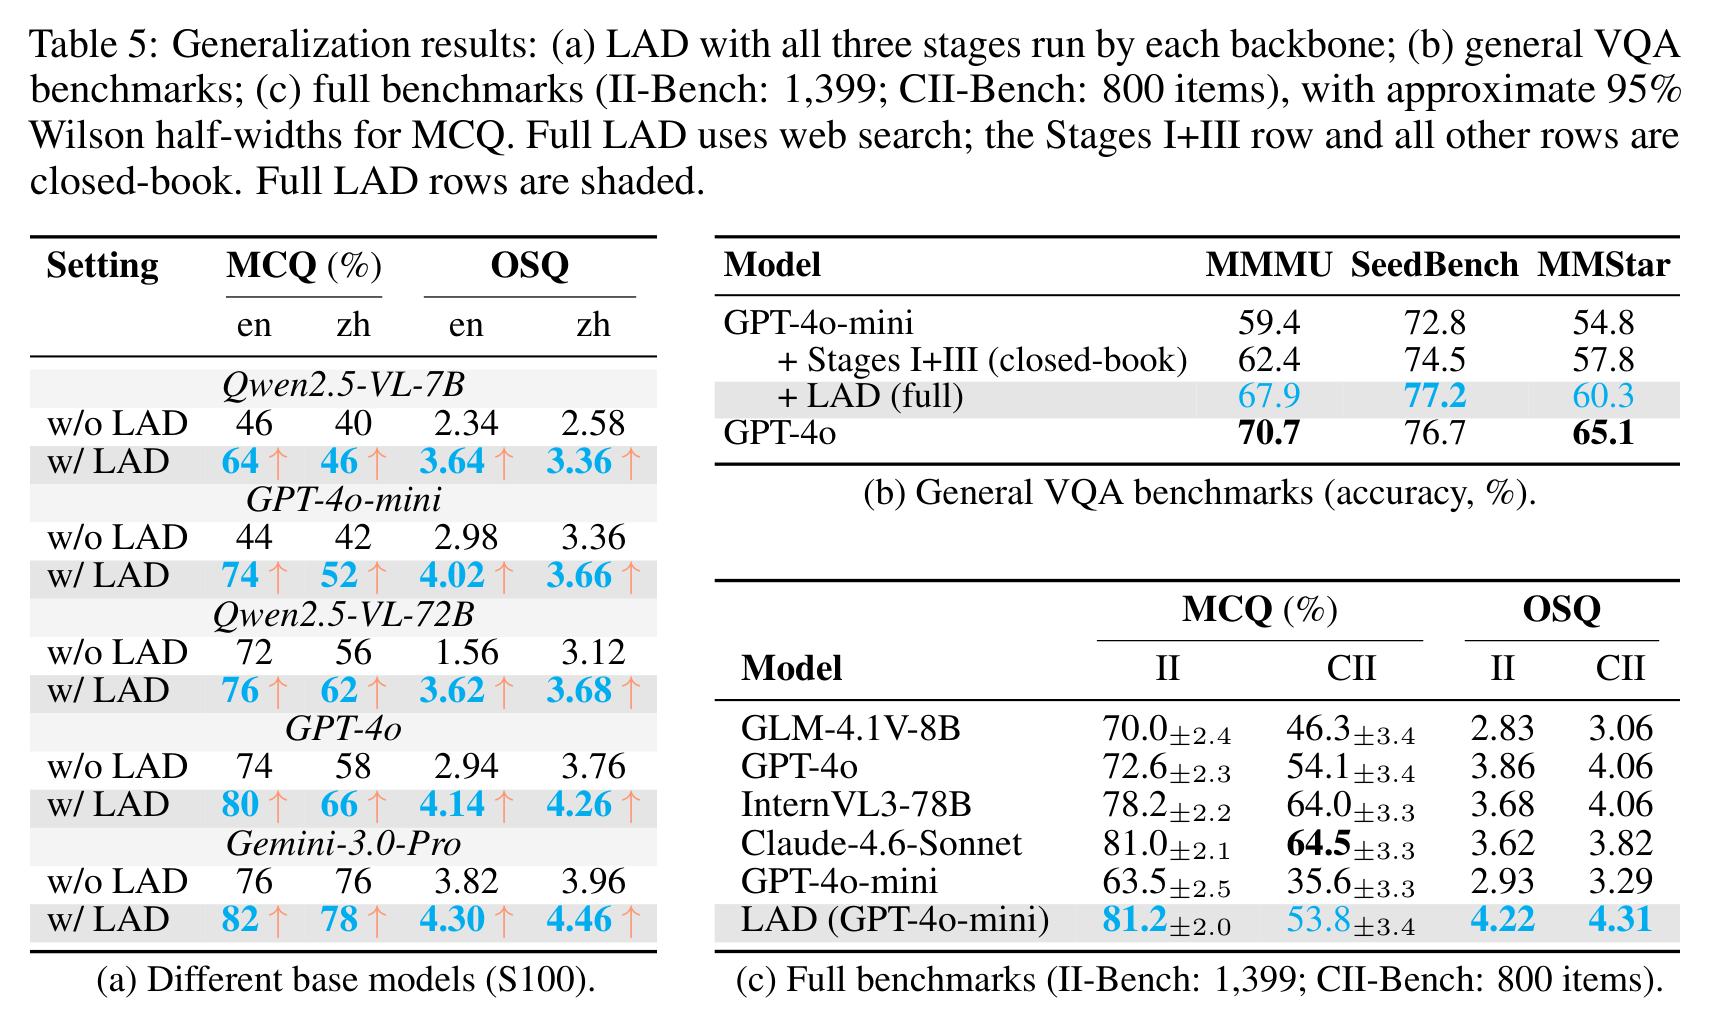 Table 5: Generalization results: (a) LAD with all three stages run by each backbone; (b) general VQA
benchmarks; (c) full benchmarks (II-Bench: 1,399; CII-Bench: 800 items), with approximate 95%
Wilson half-widths for MCQ. Full LAD uses web search; the Stages I+III row and all other rows are
closed-book. Full LAD rows are shaded.
Setting MCQ (%) OSQ
en zh en zh
Qwen2.5-VL-7B
w/o LAD 46 40 2.34 2.58
w/ LAD 64 ↑ 46 ↑ 3.64 ↑ 3.36 ↑
GPT-4o-mini
w/o LAD 44 42 2.98 3.36
w/ LAD 74 ↑ 52 ↑ 4.02 ↑ 3.66 ↑
Qwen2.5-VL-72B
w/o LAD 72 56 1.56 3.12
w/ LAD 76 ↑ 62 ↑ 3.62 ↑ 3.68 ↑
GPT-4o
w/o LAD 74 58 2.94 3.76
w/ LAD 80 ↑ 66 ↑ 4.14 ↑ 4.26 ↑
Gemini-3.0-Pro
w/o LAD 76 76 3.82 3.96
w/ LAD 82 ↑ 78 ↑ 4.30 ↑ 4.46 ↑
(a) Different base models (S100).
Model MMMU SeedBench MMStar
GPT-4o-mini 59.4 72.8 54.8
+ Stages I+III (closed-book) 62.4 74.5 57.8
+ LAD (full) 67.9 77.2 60.3
GPT-4o 70.7 76.7 65.1
(b) General VQA benchmarks (accuracy, %).
MCQ (%) OSQ
Model II CII II CII
GLM-4.1V-8B 70.0±2.4 46.3±3.4 2.83 3.06
GPT-4o 72.6±2.3 54.1±3.4 3.86 4.06
InternVL3-78B 78.2±2.2 64.0±3.3 3.68 4.06
Claude-4.6-Sonnet 81.0±2.1 64.5±3.3 3.62 3.82
GPT-4o-mini 63.5±2.5 35.6±3.3 2.93 3.29
LAD (GPT-4o-mini) 81.2±2.0 53.8±3.4 4.22 4.31
(c) Full benchmarks (II-Bench: 1,399; CII-Bench: 800 items).